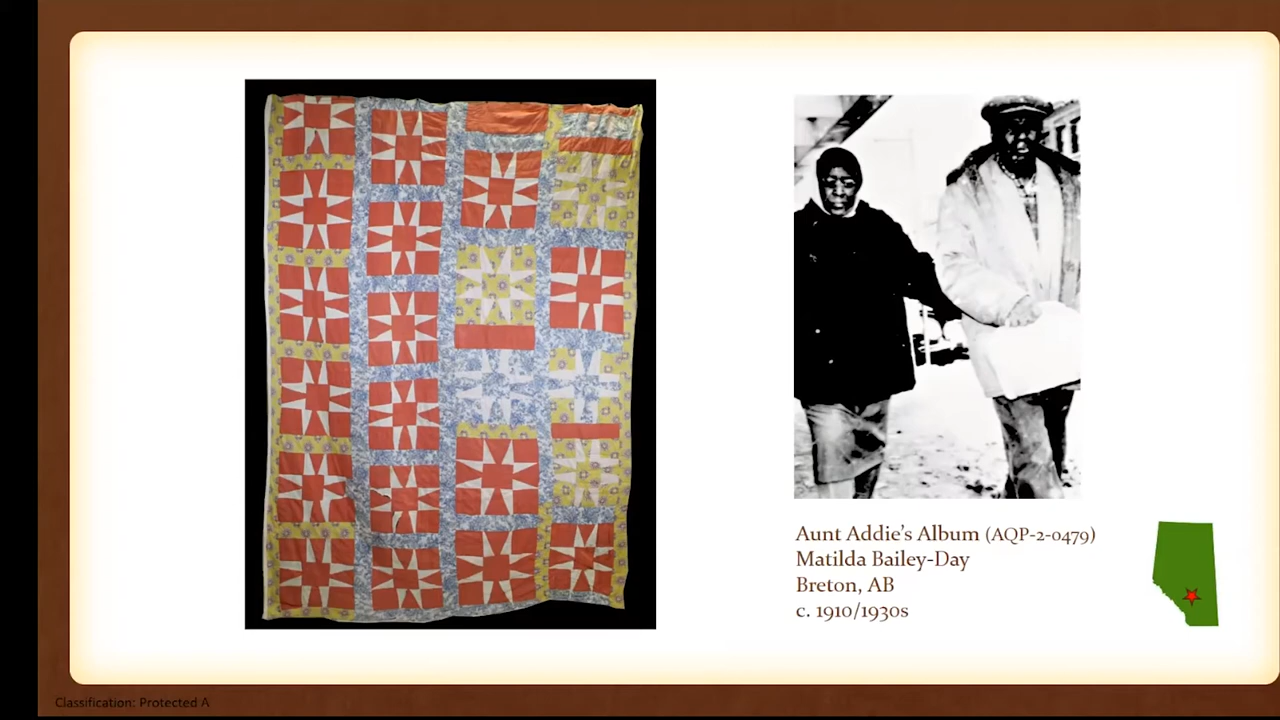 Aunt Addie's Album (AQP-2-0479)
Matilda Bailey-Day
Breton, AB
c. 1910/1930s
Classification: Protected A